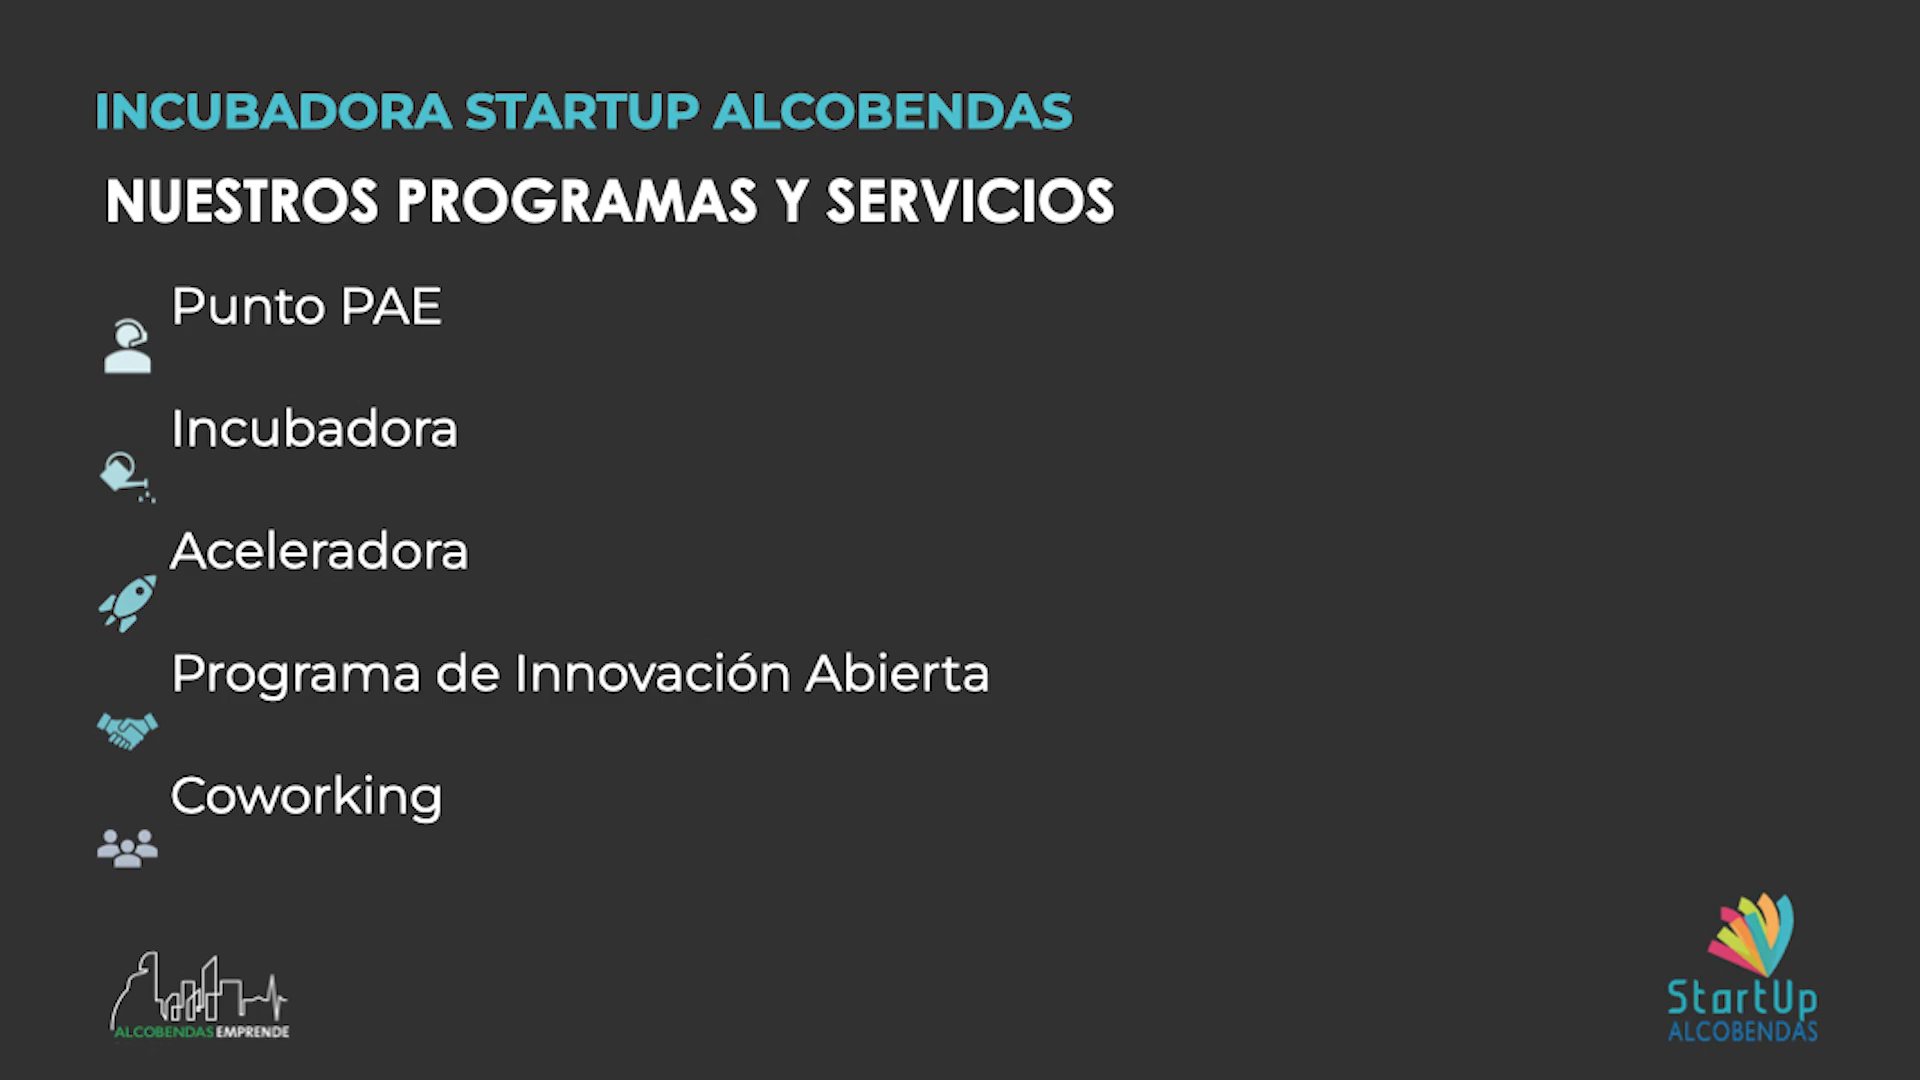 INCUBADORA STARTUP ALCOBENDAS
NUESTROS PROGRAMAS Y SERVICIOS
Punto PAE
Incubadora
Aceleradora
Programa de Innovación Abierta
Coworking
ALCOBENDAS EMPRENDE
StartUp
ALCOBENDAS